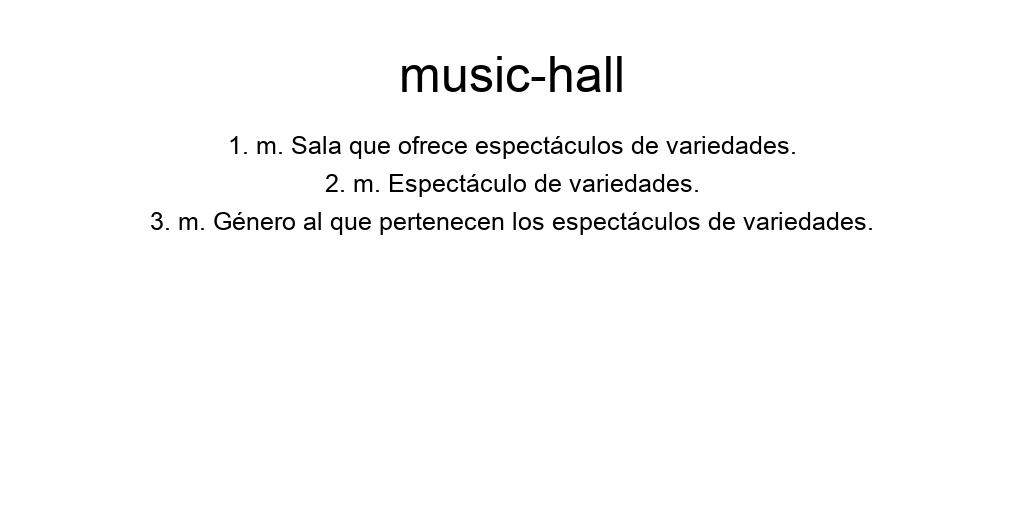 music-hall
1. m. Sala que ofrece espectáculos de variedades.
2. m. Espectáculo de variedades.
3. m. Género al que pertenecen los espectáculos de variedades.